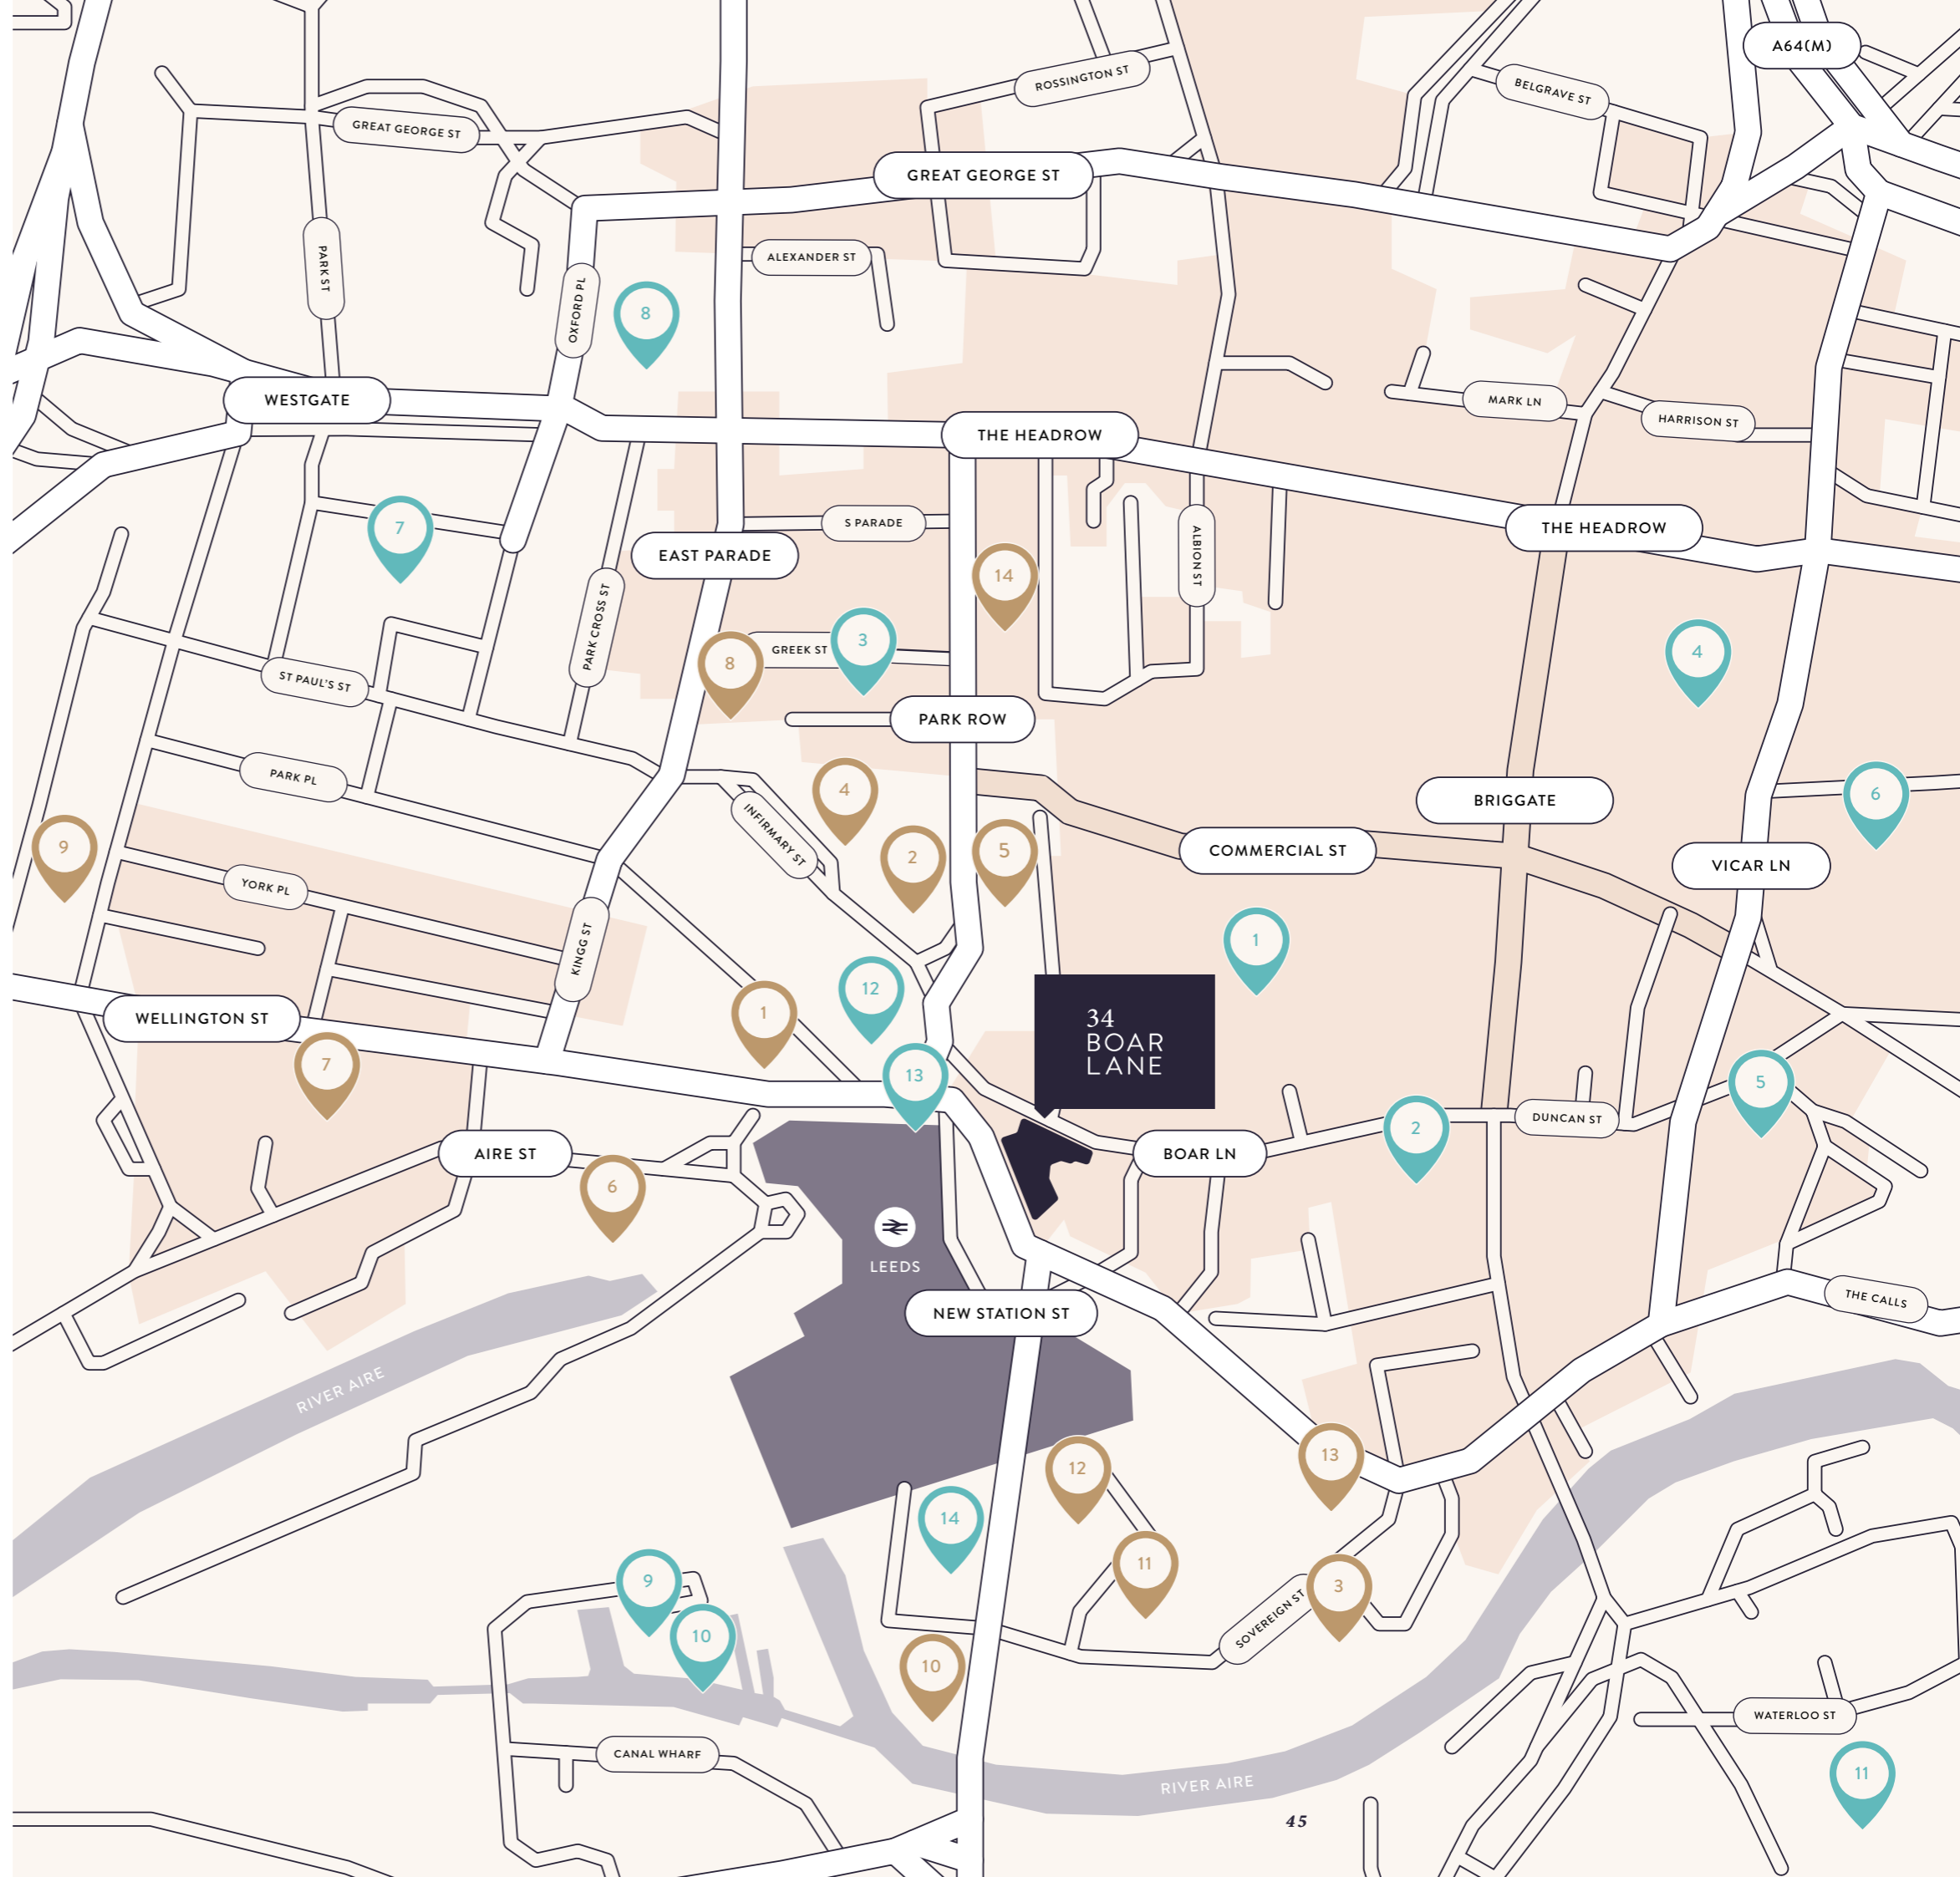 A64(M)
ROSSINGTON ST
BELGRAVE ST
GREAT GEORGE ST
GREAT GEORGE ST
PARK ST
ALEXANDER ST
OXFORD PL
8
WESTGATE
MARK LN
HARRISON ST
THE HEADROW
7
S PARADE
THE HEADROW
EAST PARADE
ALBION ST
14
PARK CROSS ST
GREEK ST
3
8
4
ST PAUL'S ST
PARK ROW
PARK PL
4
6
BRIGGATE
INFIRMARY ST
9
2
5
COMMERCIAL ST
VICAR LN
YORK PL
KINGG ST
1
12
WELLINGTON ST
1
34
BOAR
LANE
7
13
5
2
DUNCAN ST
AIRE ST
BOAR LN
6
LEEDS
THE CALLS
NEW STATION ST
RIVER AIRE
13
12
14
11
9
3
SOVEREIGN ST
10
10
WATERLOO ST
CANAL WHARF
11
RIVER AIRE
45